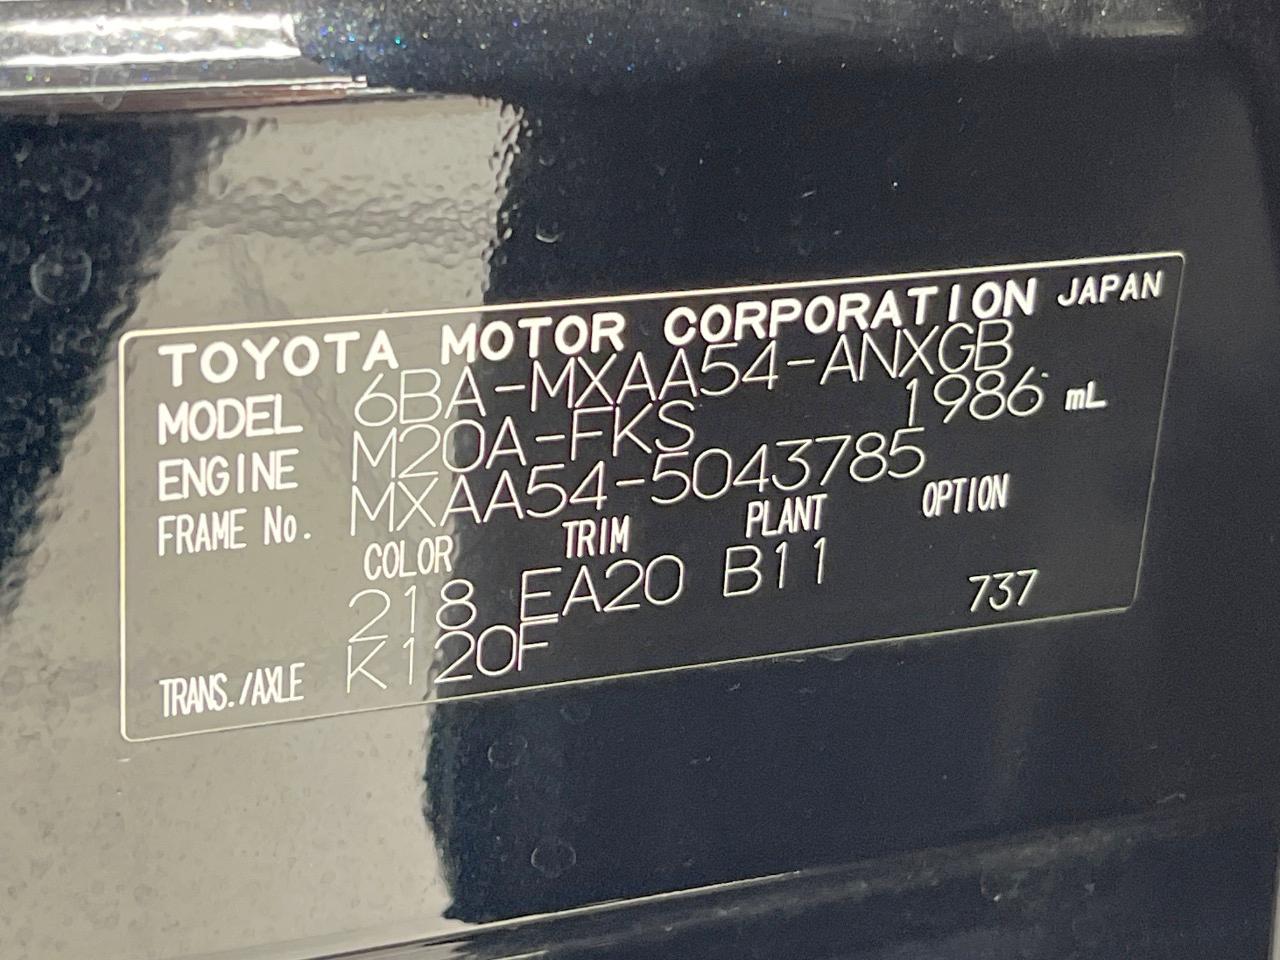 TOYOTA MOTOR CORPORATION JAPAN
MODEL 6BA-MXAA54-ANXGB
ENGINE M20A-FKS 1986 mL
FRAME No. MXAA54-5043785
COLOR TRIM PLANT OPTION
218 EA20 B11 737
TRANS./AXLE K120F